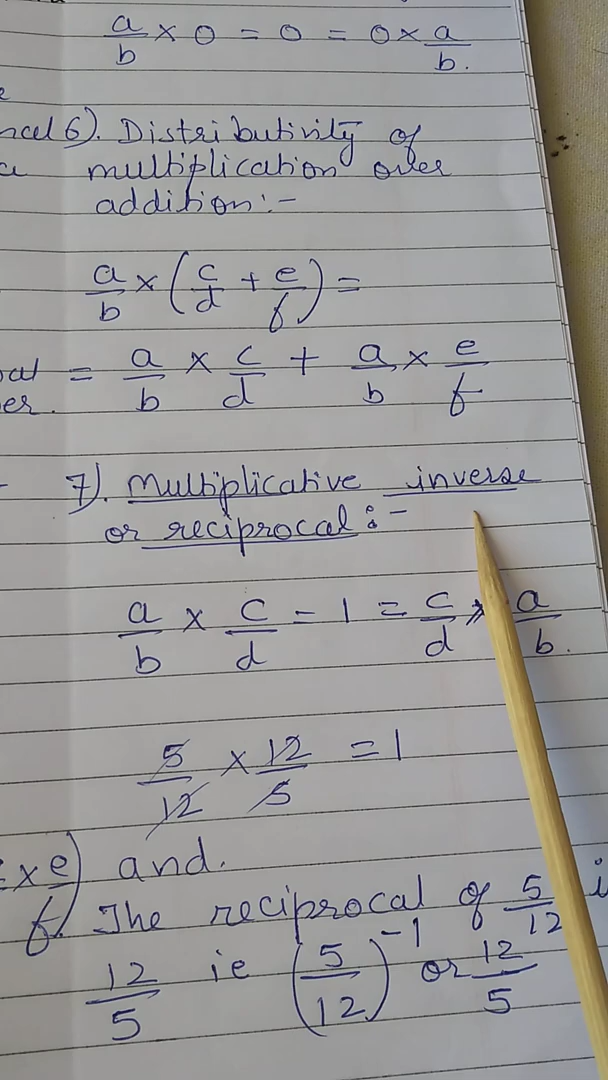 a/b × 0 = 0 = 0 × a/b.
6). Distributivity of
multiplication over
addition:-
a/b × (c/d + e/f) =
= a/b × c/d + a/b × e/f
7). Multiplicative inverse
or reciprocal:-
a/b × c/d = 1 = c/d × a/b.
5/12 × 12/5 = 1
× e/f) and.
The reciprocal of 5/12
12/5 ie (5/12)^-1 or 12/5